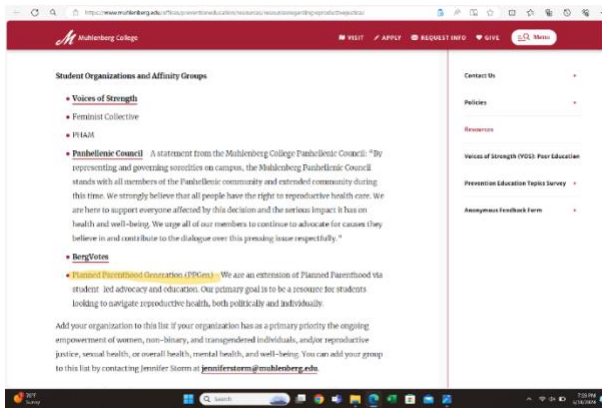 https://www.muhlenberg.edu/offices/preventioneducation/resources/
Muhlenberg College
VISIT
APPLY
REQUEST INFO
GIVE
Menu
Student Organizations and Affinity Groups
Voices of Strength
Feminist Collective
PHAM
Panhellenic Council A statement from the Muhlenberg College Panhellenic Council: "By
representing and governing sororities on campus, the Muhlenberg Panhellenic Council
stands with all members of the Panhellenic community and extended community during
this time. We strongly believe that all people have the right to reproductive health care. We
are here to support everyone affected by this decision and the serious impact it has on
health and well-being. We urge all of our members to continue to advocate for causes they
believe in and contribute to the dialogue over this pressing issue respectfully."
BergVotes
Planned Parenthood Generation (PPGen) We are an extension of Planned Parenthood via
student-led advocacy and education. Our primary goal is to be a resource for students
looking to navigate reproductive health, both politically and individually.
Add your organization to this list if your organization has as a primary priority the ongoing
empowerment of women, non-binary, and transgendered individuals, and/or reproductive
justice, sexual health, or overall health, mental health, and well-being. You can add your group
to this list by contacting Jennifer Storm at jenniferstorm@muhlenberg.edu.
Contact Us
Policies
Resources
Voices of Strength (VOS): Peer Education
Prevention Education Topics Survey
Anonymous Feedback Form
Sunny
Search